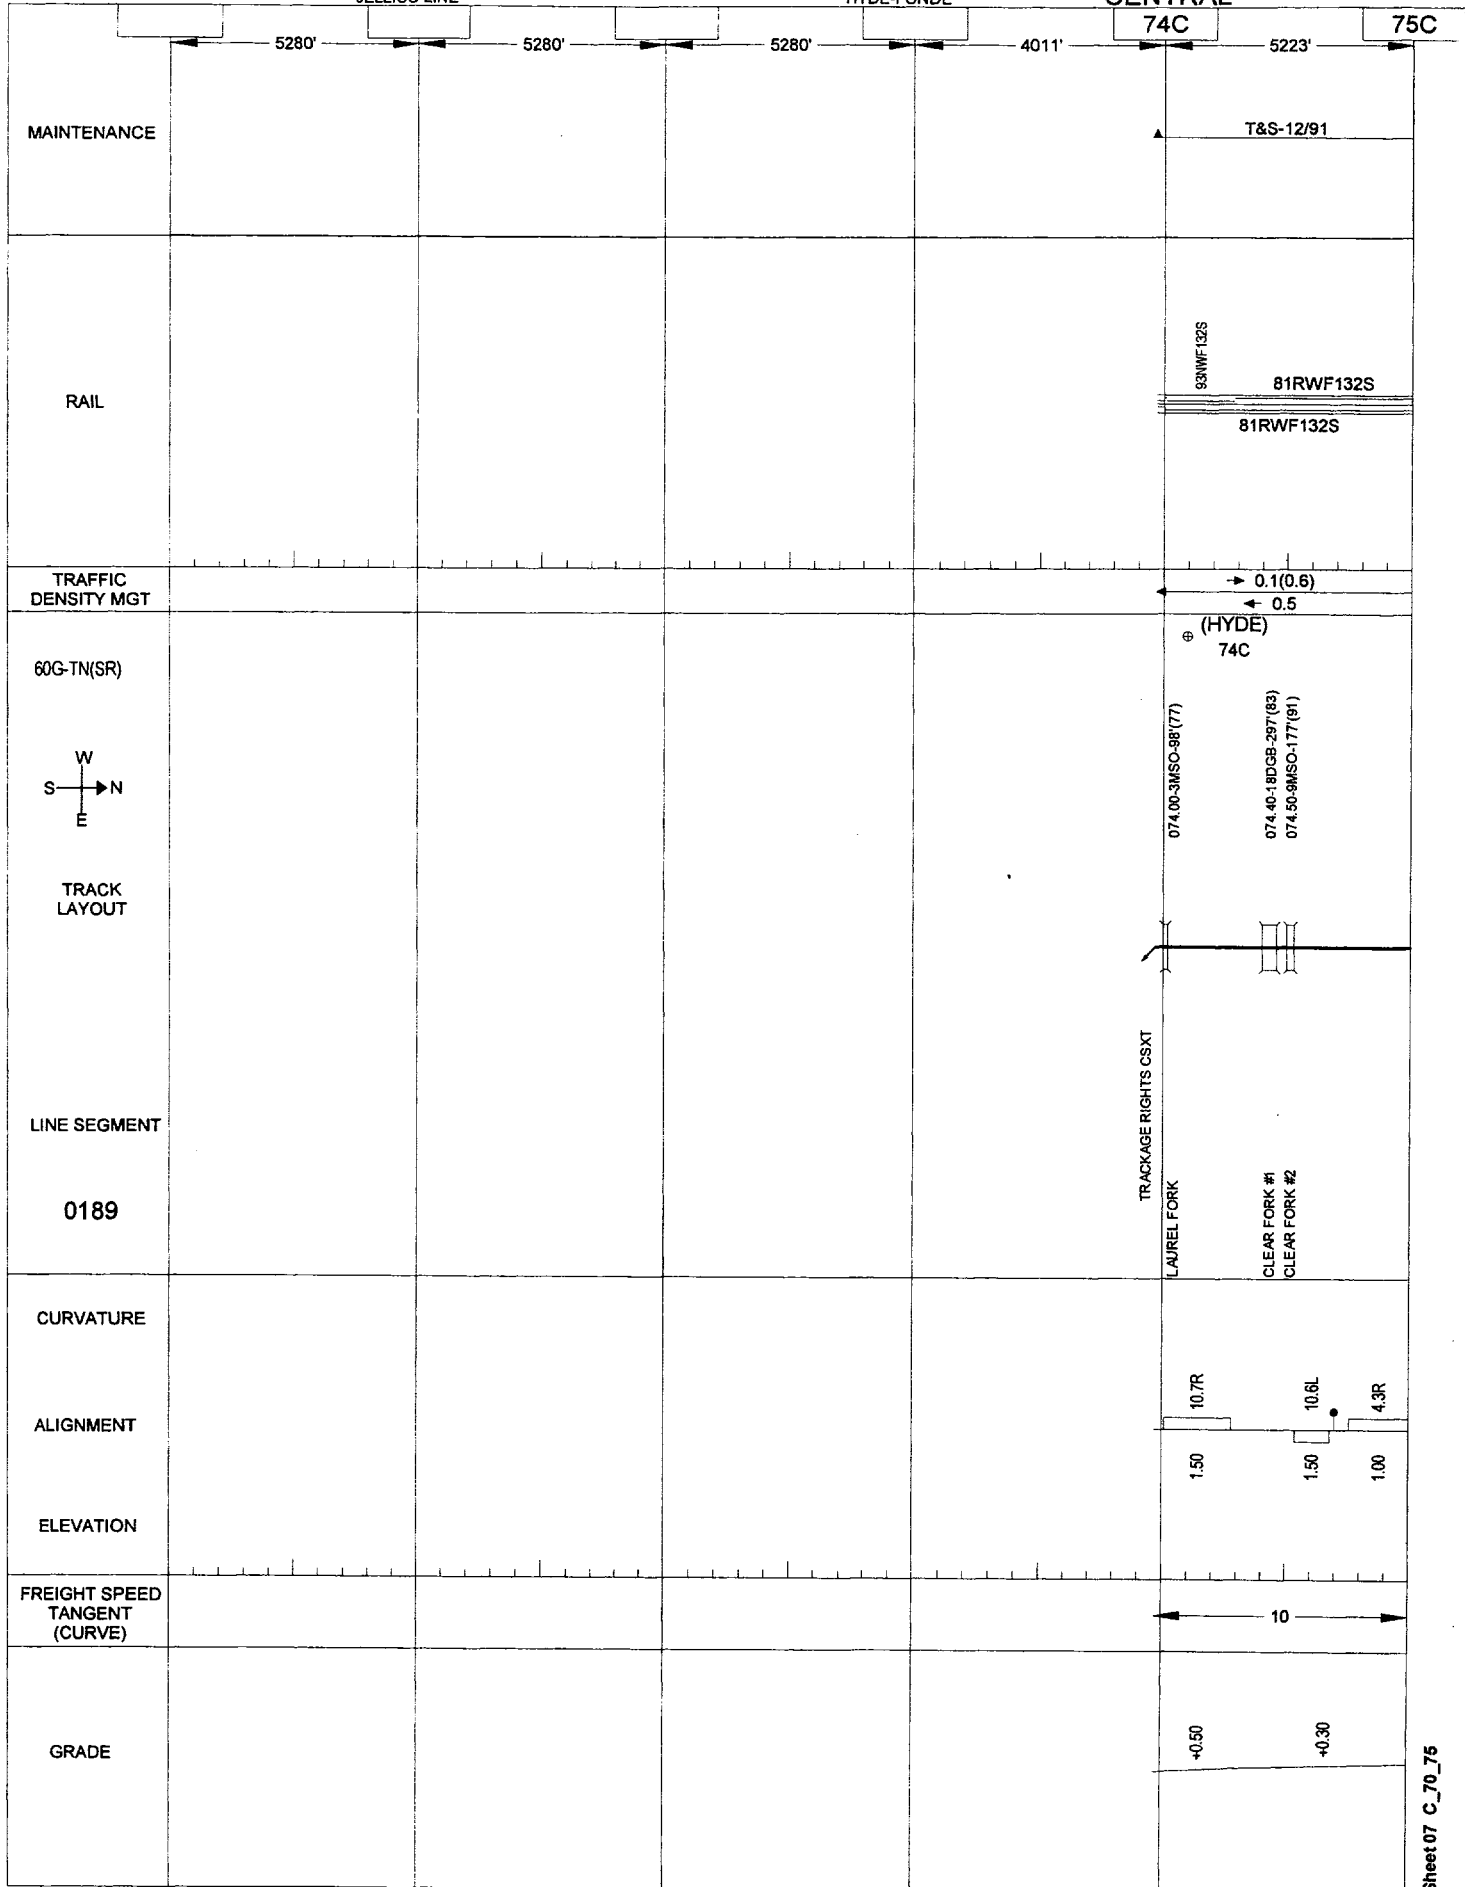 CENTRAL
74C
75C
5280'
5280'
5280'
4011'
5223'
MAINTENANCE
T&S-12/91
RAIL
93NWF132S
81RWF132S
81RWF132S
TRAFFIC
DENSITY MGT
0.1(0.6)
0.5
60G-TN(SR)
(HYDE)
74C
W
S
N
E
074.00-3MSO-98'(77)
074.40-18DGB-297'(83)
074.50-9MSO-177'(91)
TRACK
LAYOUT
TRACKAGE RIGHTS CSXT
LINE SEGMENT
0189
LAUREL FORK
CLEAR FORK #1
CLEAR FORK #2
CURVATURE
10.7R
10.6L
4.3R
ALIGNMENT
1.50
1.50
1.00
ELEVATION
FREIGHT SPEED
TANGENT
(CURVE)
10
GRADE
+0.50
+0.30
Sheet 07 C_70_75